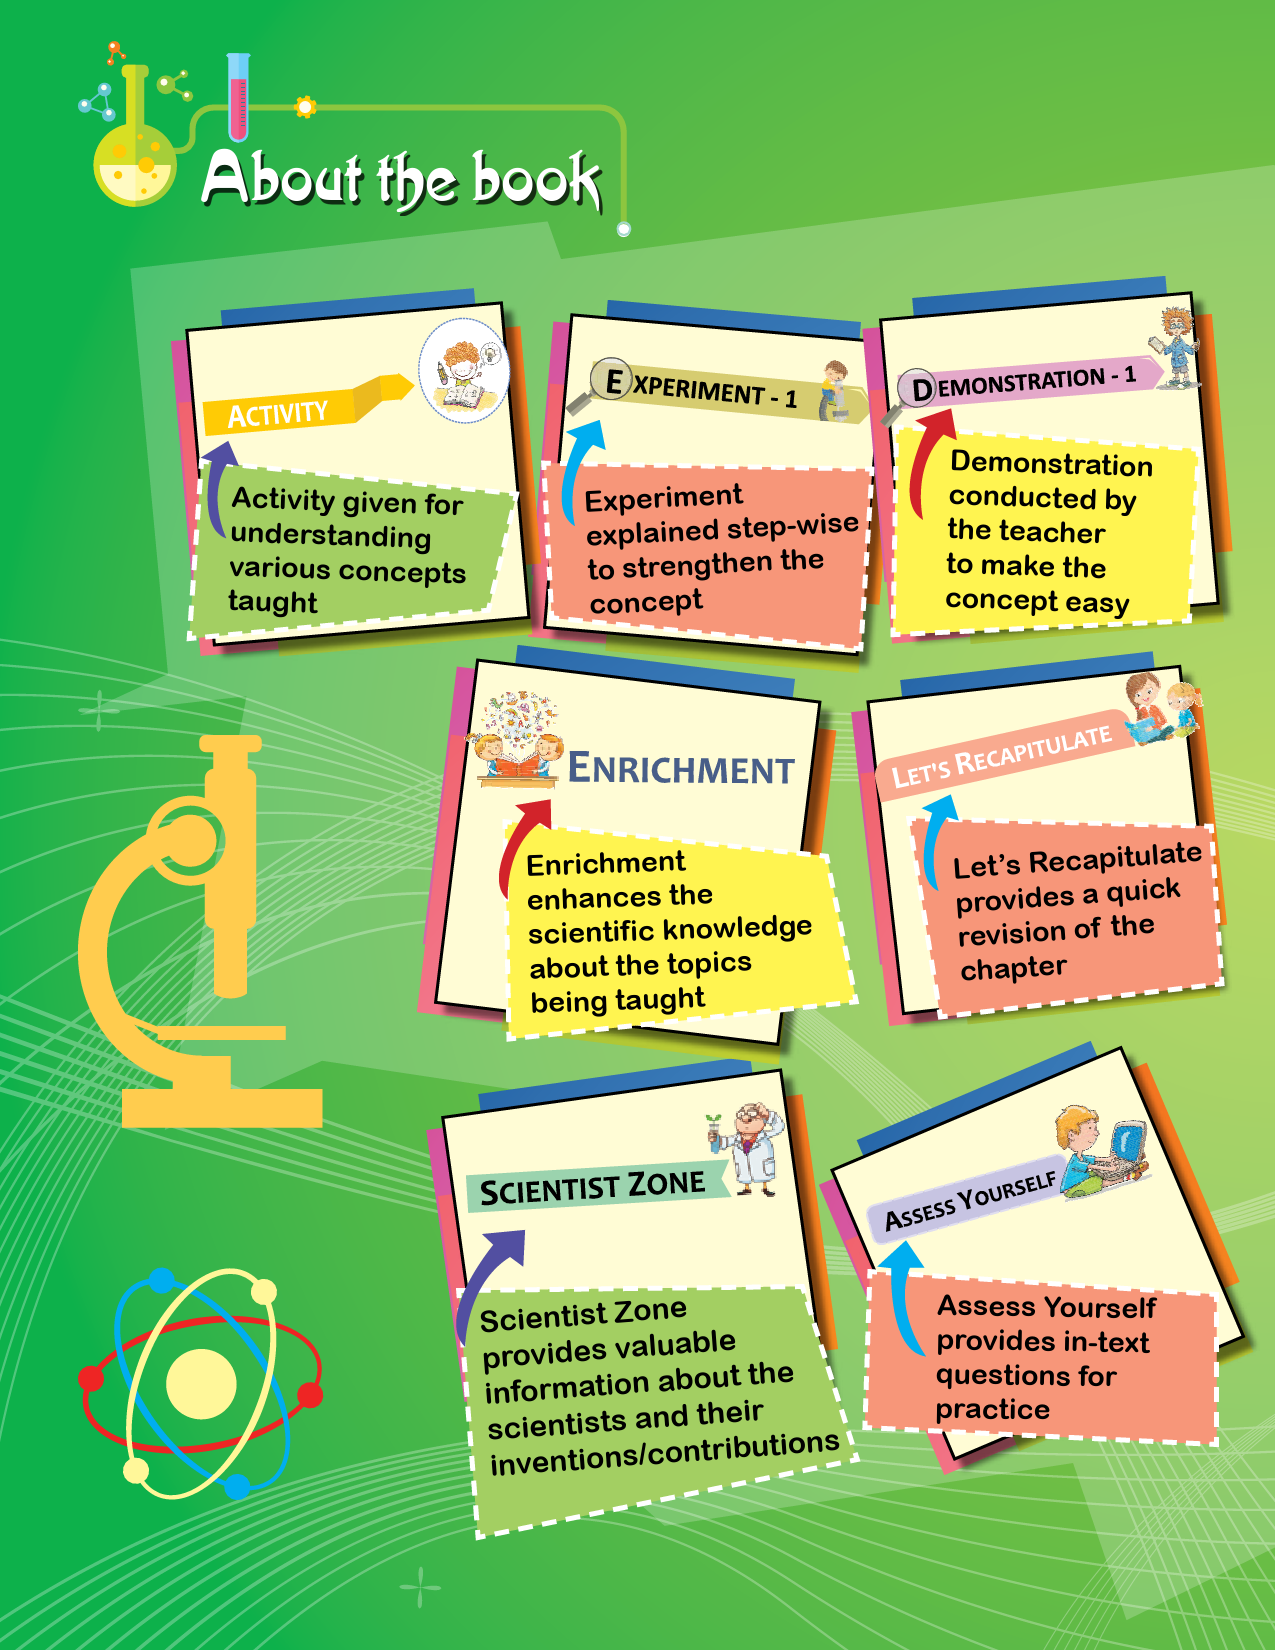 About the book
ACTIVITY
Activity given for
understanding
various concepts
taught
EXPERIMENT - 1
Experiment
explained step-wise
to strengthen the
concept
DEMONSTRATION - 1
Demonstration
conducted by
the teacher
to make the
concept easy
ENRICHMENT
Enrichment
enhances the
scientific knowledge
about the topics
being taught
LET'S RECAPITULATE
Let's Recapitulate
provides a quick
revision of the
chapter
SCIENTIST ZONE
Scientist Zone
provides valuable
information about the
scientists and their
inventions/contributions
ASSESS YOURSELF
Assess Yourself
provides in-text
questions for
practice